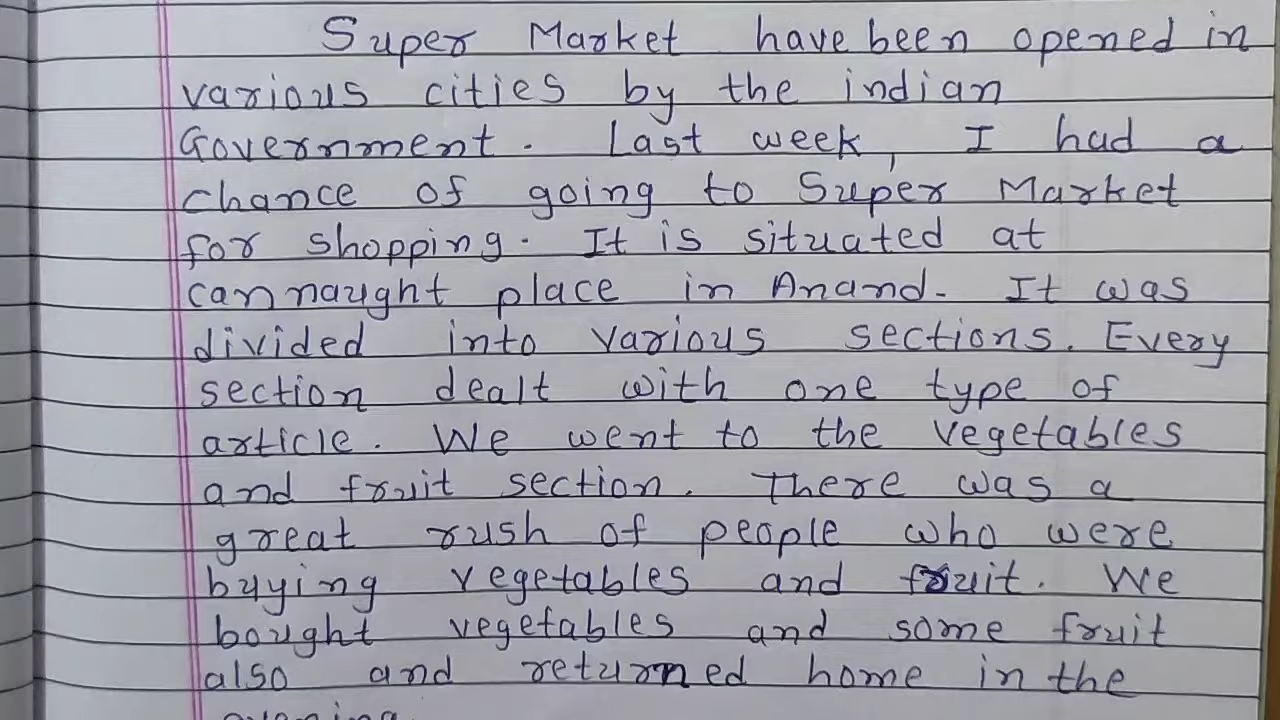 Super Market have been opened in
various cities by the indian
Government. Last week, I had a
chance of going to Super Market
for shopping. It is situated at
cannaught place in Anand. It was
divided into various sections. Every
section dealt with one type of
article. We went to the vegetables
and fruit section. There was a
great rush of people who were
buying vegetables and fruit. We
bought vegetables and some fruit
also and returned home in the
evening.